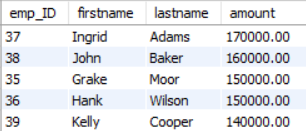 emp_ID firstname lastname amount
37 Ingrid Adams 170000.00
38 John Baker 160000.00
35 Grake Moor 150000.00
36 Hank Wilson 150000.00
39 Kelly Cooper 140000.00